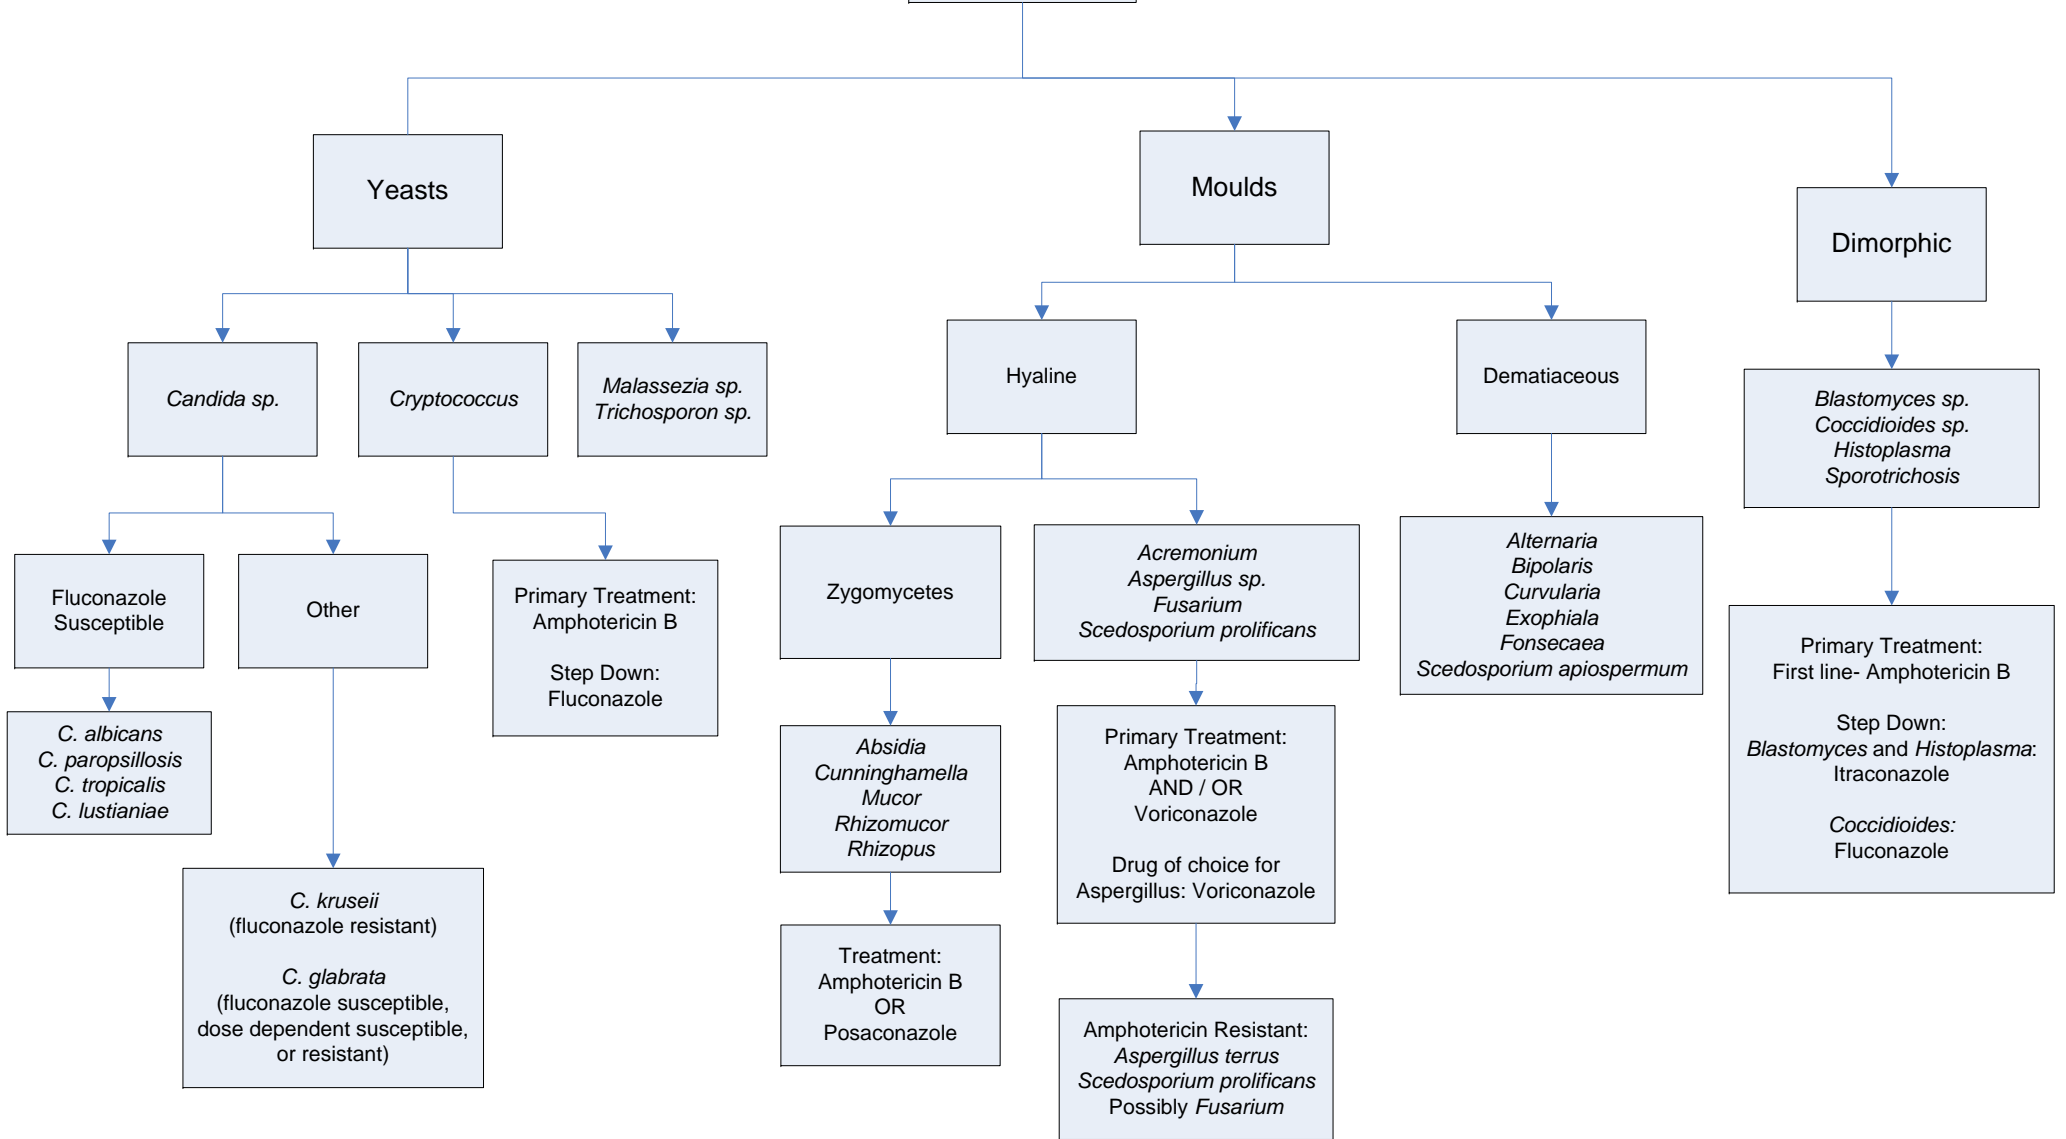 Yeasts
Moulds
Dimorphic
Candida sp.
Cryptococcus
Malassezia sp.
Trichosporon sp.
Hyaline
Dematiaceous
Blastomyces sp.
Coccidioides sp.
Histoplasma
Sporotrichosis
Fluconazole
Susceptible
Other
Primary Treatment:
Amphotericin B
Step Down:
Fluconazole
Zygomycetes
Acremonium
Aspergillus sp.
Fusarium
Scedosporium prolificans
Alternaria
Bipolaris
Curvularia
Exophiala
Fonsecaea
Scedosporium apiospermum
Primary Treatment:
First line- Amphotericin B
Step Down:
Blastomyces and Histoplasma:
Itraconazole
Coccidioides:
Fluconazole
C. albicans
C. paropsillosis
C. tropicalis
C. lustianiae
Absidia
Cunninghamella
Mucor
Rhizomucor
Rhizopus
Primary Treatment:
Amphotericin B
AND / OR
Voriconazole
Drug of choice for
Aspergillus: Voriconazole
C. kruseii
(fluconazole resistant)
C. glabrata
(fluconazole susceptible,
dose dependent susceptible,
or resistant)
Treatment:
Amphotericin B
OR
Posaconazole
Amphotericin Resistant:
Aspergillus terrus
Scedosporium prolificans
Possibly Fusarium